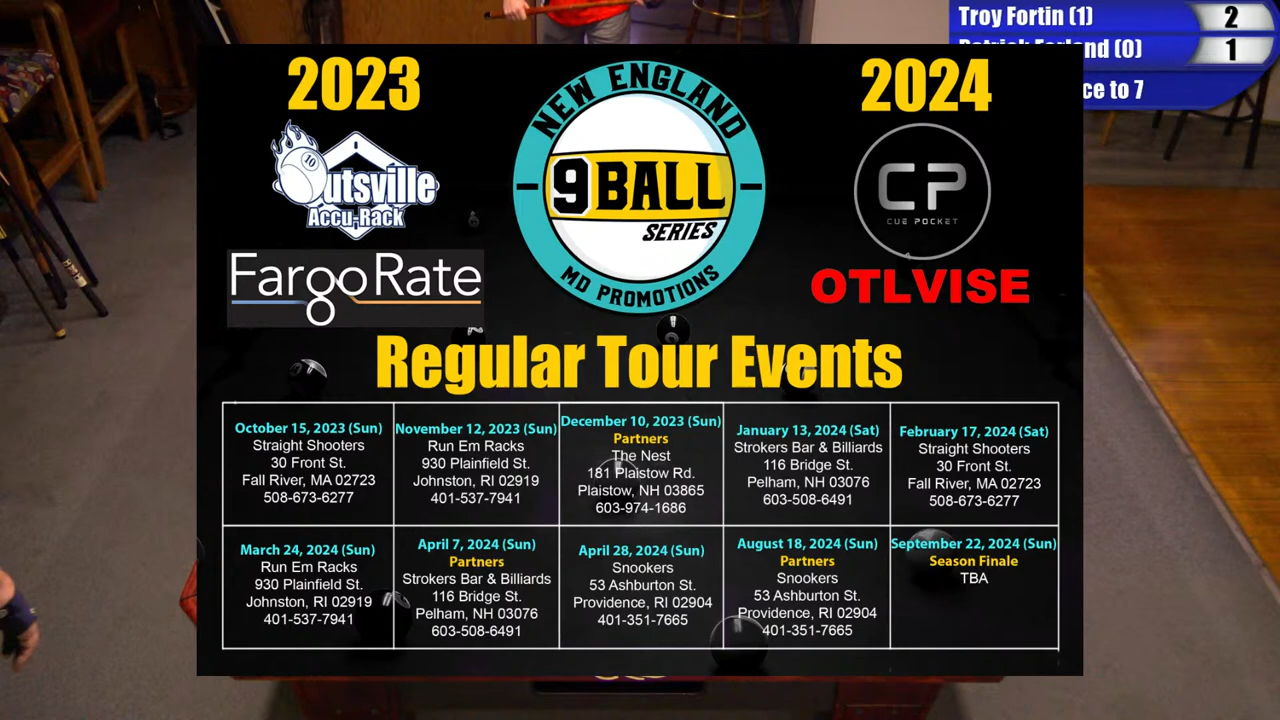 Troy Fortin (1) 2
(0) 1
ce to 7
2023
2024
NEW ENGLAND
9 BALL
SERIES
MD PROMOTIONS
10
Outsville
Accu-Rack
FargoRate
CP
CUE POCKET
OTLVISE
Regular Tour Events
October 15, 2023 (Sun)
Straight Shooters
30 Front St.
Fall River, MA 02723
508-673-6277
November 12, 2023 (Sun)
Run Em Racks
930 Plainfield St.
Johnston, RI 02919
401-537-7941
December 10, 2023 (Sun)
Partners
The Nest
181 Plaistow Rd.
Plaistow, NH 03865
603-974-1686
January 13, 2024 (Sat)
Strokers Bar & Billiards
116 Bridge St.
Pelham, NH 03076
603-508-6491
February 17, 2024 (Sat)
Straight Shooters
30 Front St.
Fall River, MA 02723
508-673-6277
March 24, 2024 (Sun)
Run Em Racks
930 Plainfield St.
Johnston, RI 02919
401-537-7941
April 7, 2024 (Sun)
Partners
Strokers Bar & Billiards
116 Bridge St.
Pelham, NH 03076
603-508-6491
April 28, 2024 (Sun)
Snookers
53 Ashburton St.
Providence, RI 02904
401-351-7665
August 18, 2024 (Sun)
Partners
Snookers
53 Ashburton St.
Providence, RI 02904
401-351-7665
September 22, 2024 (Sun)
Season Finale
TBA